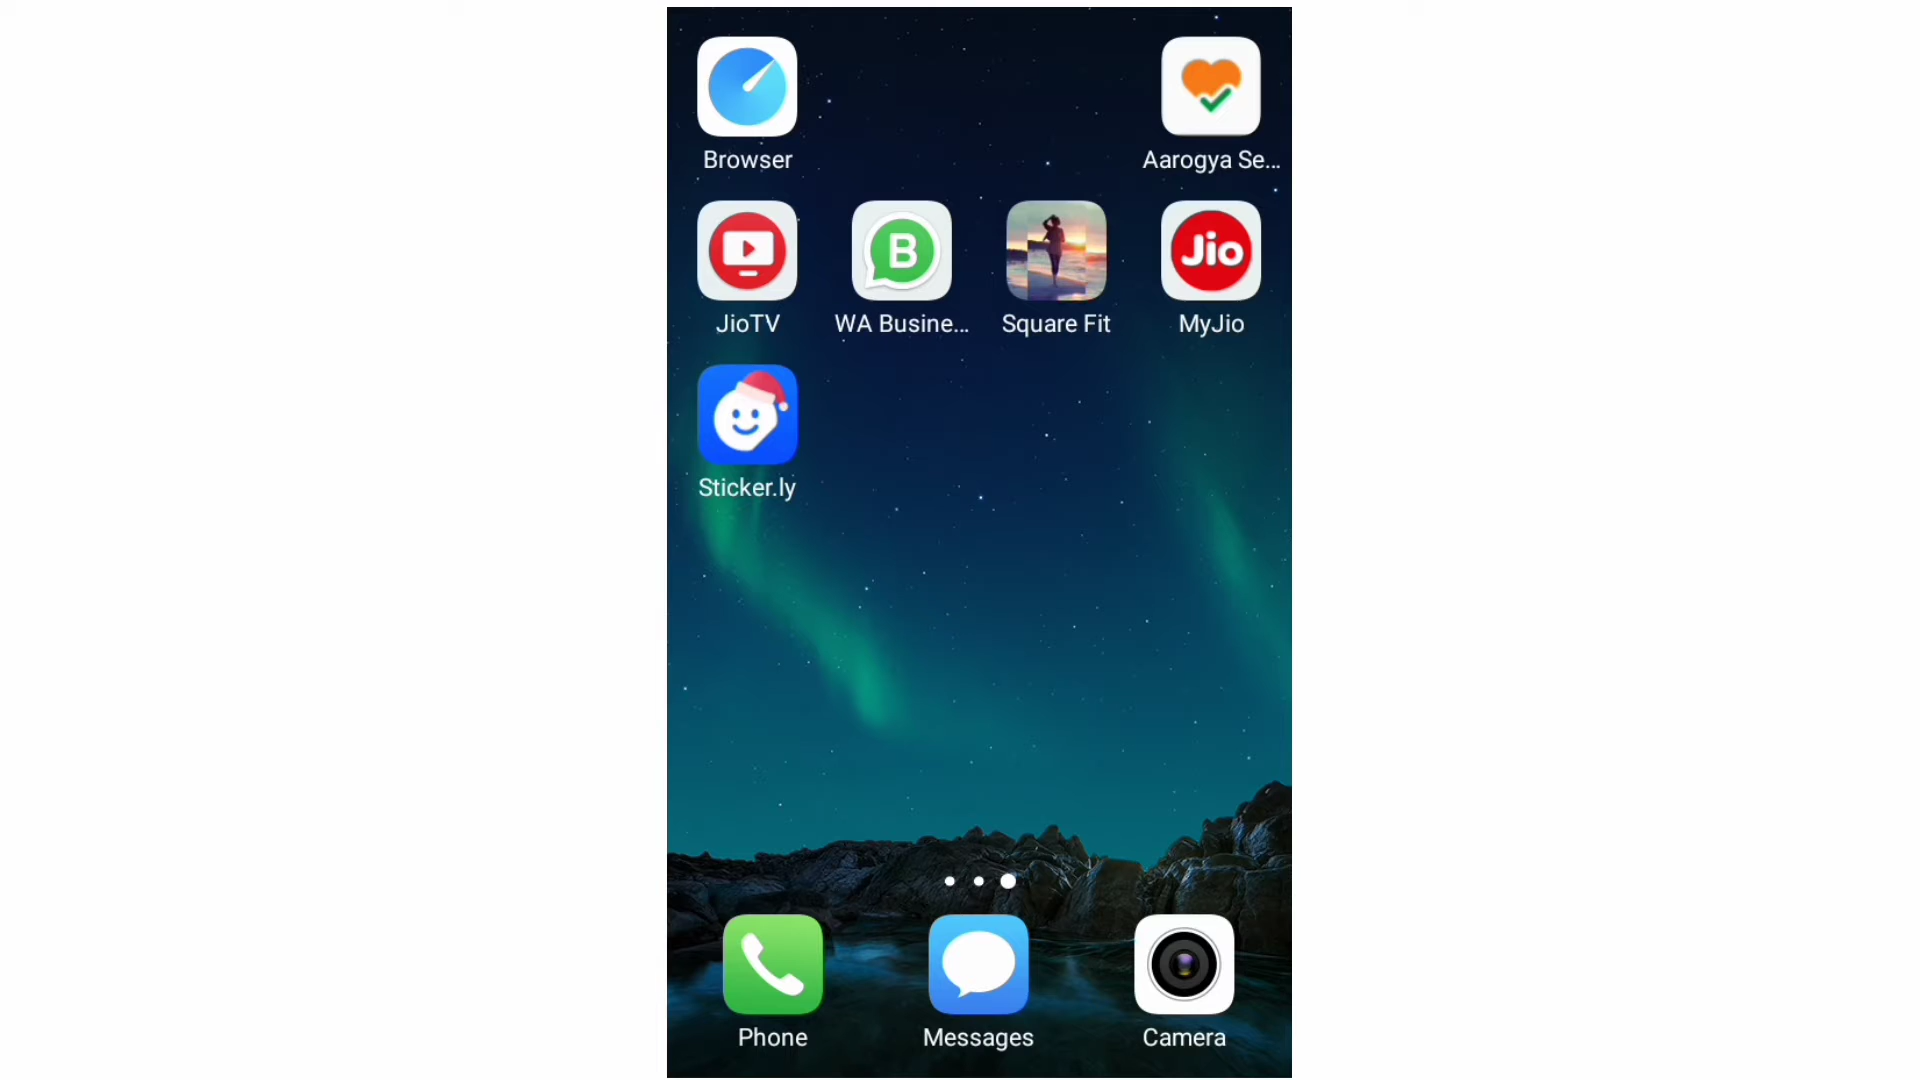 Browser
Aarogya Se...
B
Jio
JioTV
WA Busine...
Square Fit
MyJio
Sticker.ly
Phone
Messages
Camera